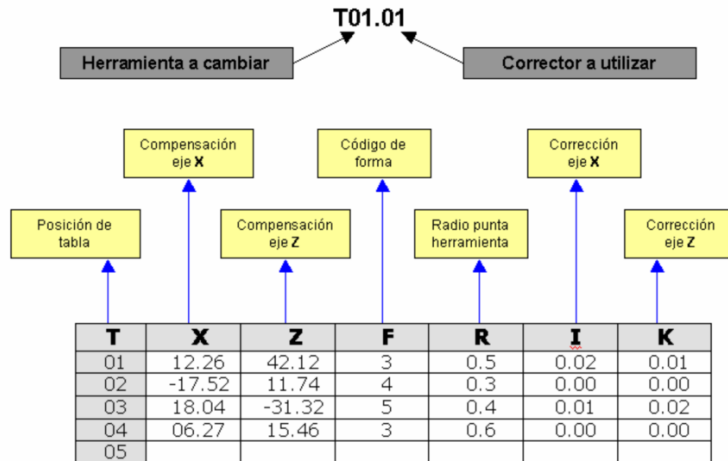 T01.01
Herramienta a cambiar
Corrector a utilizar
Compensación
eje X
Código de
forma
Corrección
eje X
Posición de
tabla
Compensación
eje Z
Radio punta
herramienta
Corrección
eje Z
T X Z F R I K
01 12.26 42.12 3 0.5 0.02 0.01
02 -17.52 11.74 4 0.3 0.00 0.00
03 18.04 -31.32 5 0.4 0.01 0.02
04 06.27 15.46 3 0.6 0.00 0.00
05